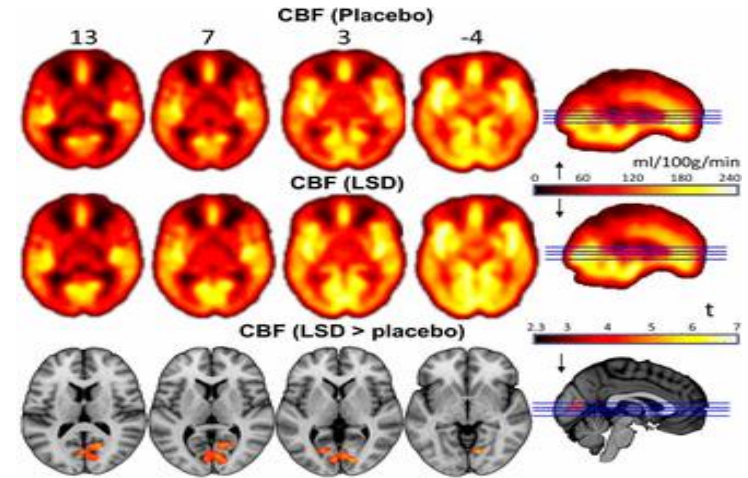 CBF (Placebo)
13 7 3 -4
ml/100g/min
0 60 120 180 240
CBF (LSD)
t
CBF (LSD > placebo)
2.3 3 4 5 6 7